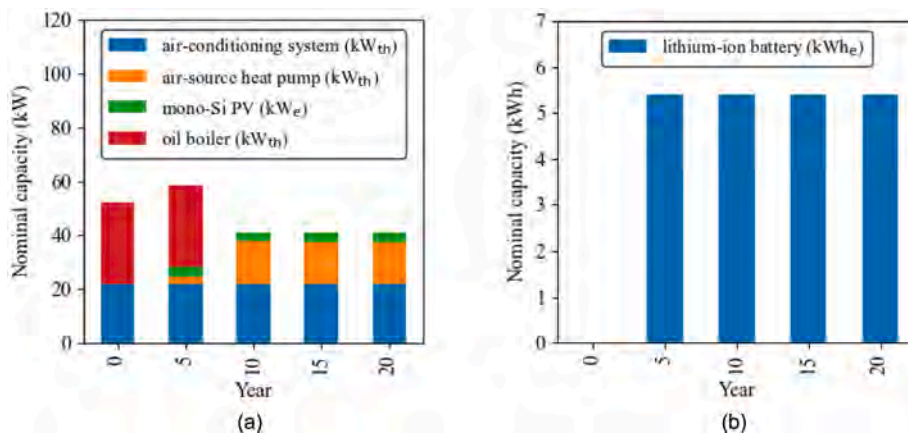 120
100
80
60
40
20
0
Nominal capacity (kW)
air-conditioning system (kWth)
air-source heat pump (kWth)
mono-Si PV (kWe)
oil boiler (kWth)
0 5 10 15 20
Year
(a)
7
6
5
4
3
2
1
0
Nominal capacity (kWh)
lithium-ion battery (kWhe)
0 5 10 15 20
Year
(b)